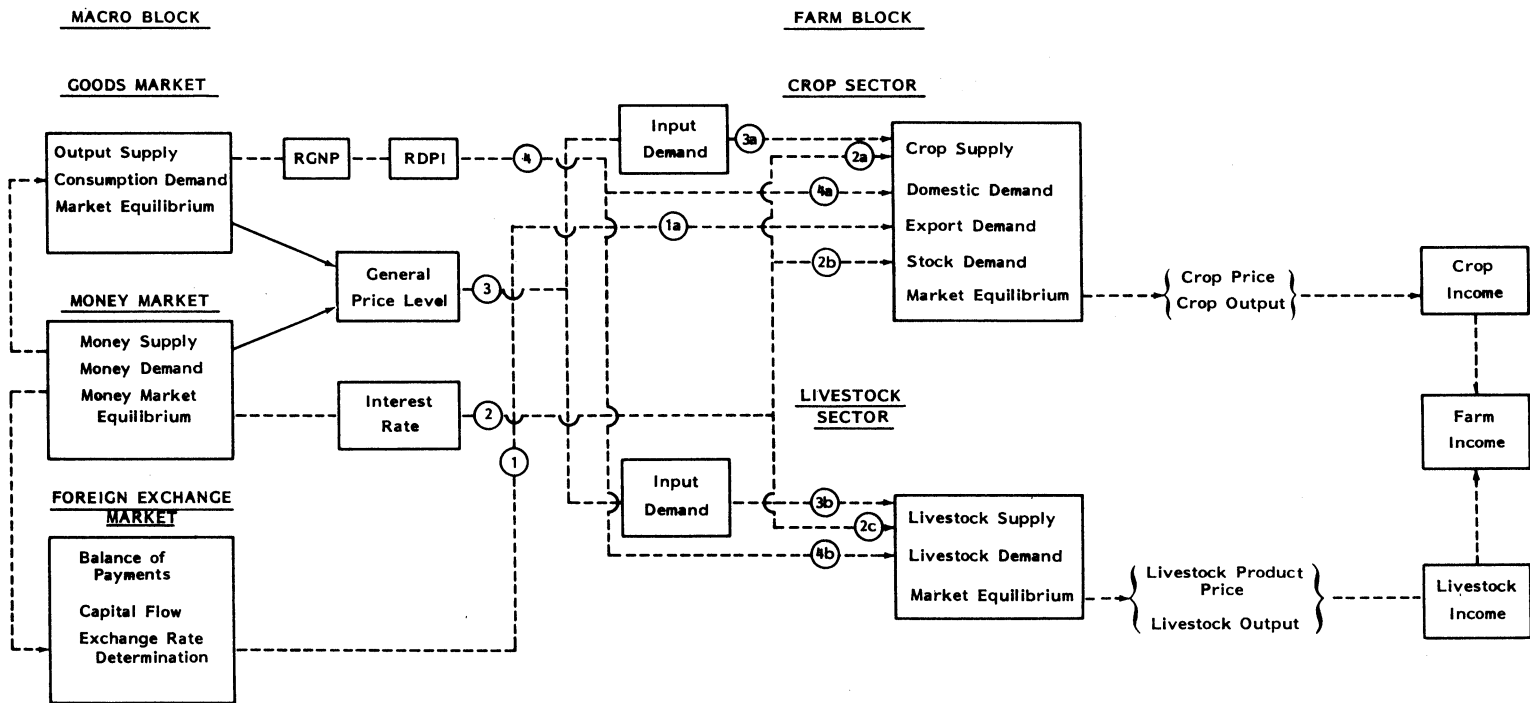 MACRO BLOCK
FARM BLOCK
GOODS MARKET
CROP SECTOR
Output Supply
Consumption Demand
Market Equilibrium
RGNP
RDPI
4
Input
Demand
3a
2a
4a
1a
2b
Crop Supply
Domestic Demand
Export Demand
Stock Demand
Market Equilibrium
General
Price Level
3
Crop Price
Crop Output
Crop
Income
MONEY MARKET
Money Supply
Money Demand
Money Market
Equilibrium
Interest
Rate
2
1
LIVESTOCK
SECTOR
Farm
Income
FOREIGN EXCHANGE
MARKET
Balance of
Payments
Capital Flow
Exchange Rate
Determination
Input
Demand
3b
2c
4b
Livestock Supply
Livestock Demand
Market Equilibrium
Livestock Product
Price
Livestock Output
Livestock
Income